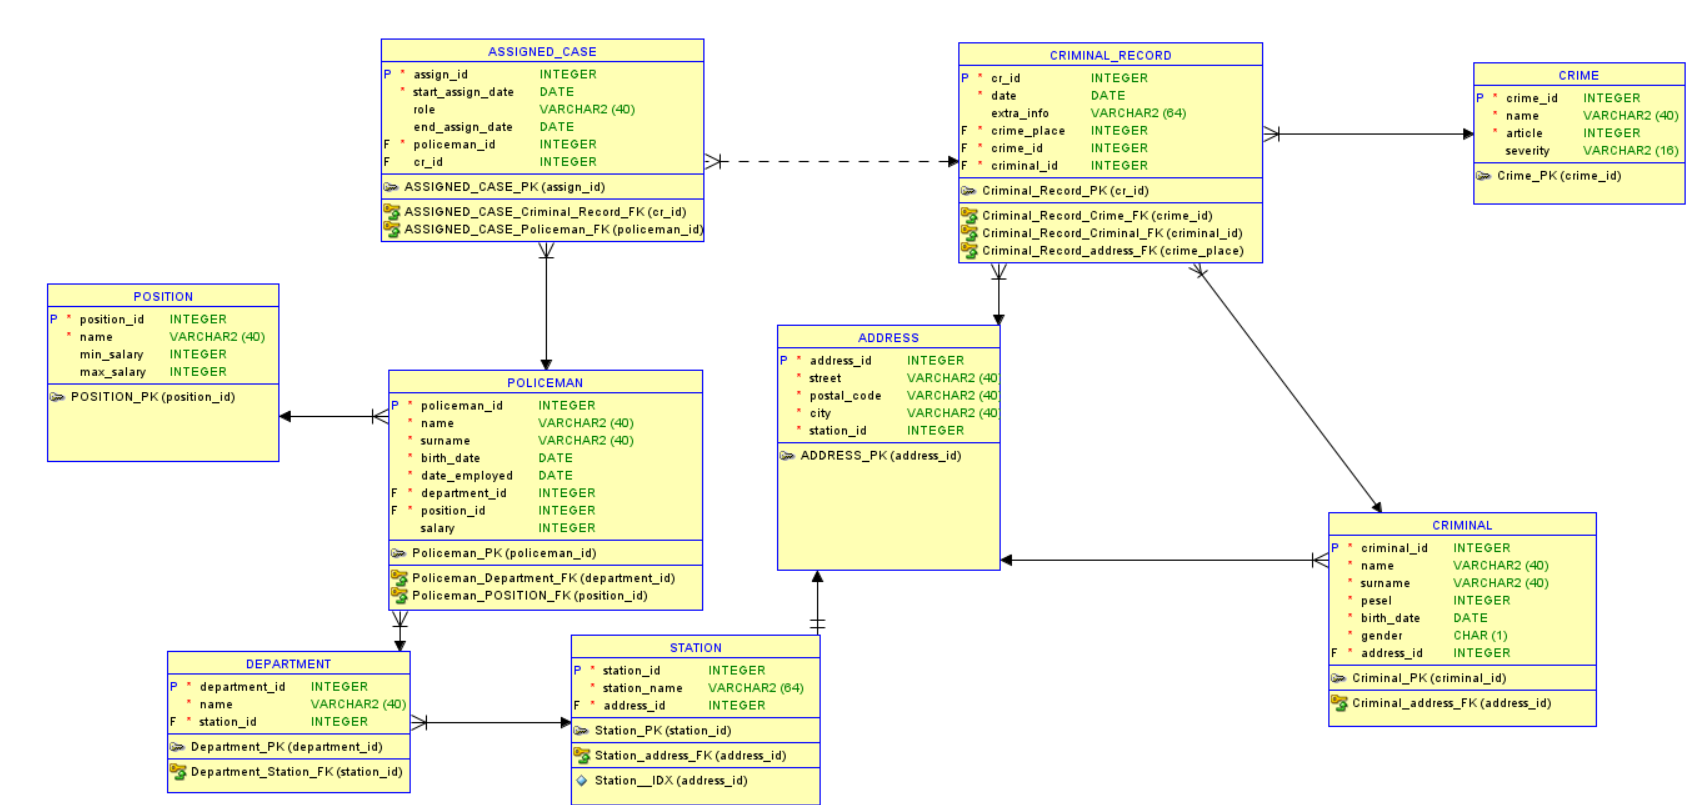 ASSIGNED_CASE
P * assign_id INTEGER
* start_assign_date DATE
role VARCHAR2 (40)
end_assign_date DATE
F * policeman_id INTEGER
F cr_id INTEGER
ASSIGNED_CASE_PK (assign_id)
ASSIGNED_CASE_Criminal_Record_FK (cr_id)
ASSIGNED_CASE_Policeman_FK (policeman_id)
CRIMINAL_RECORD
P * cr_id INTEGER
* date DATE
extra_info VARCHAR2 (64)
F * crime_place INTEGER
F * crime_id INTEGER
F * criminal_id INTEGER
Criminal_Record_PK (cr_id)
Criminal_Record_Crime_FK (crime_id)
Criminal_Record_Criminal_FK (criminal_id)
Criminal_Record_address_FK (crime_place)
CRIME
P * crime_id INTEGER
* name VARCHAR2 (40)
* article INTEGER
severity VARCHAR2 (16)
Crime_PK (crime_id)
POSITION
P * position_id INTEGER
* name VARCHAR2 (40)
min_salary INTEGER
max_salary INTEGER
POSITION_PK (position_id)
POLICEMAN
P * policeman_id INTEGER
* name VARCHAR2 (40)
* surname VARCHAR2 (40)
* birth_date DATE
* date_employed DATE
F * department_id INTEGER
F * position_id INTEGER
salary INTEGER
Policeman_PK (policeman_id)
Policeman_Department_FK (department_id)
Policeman_POSITION_FK (position_id)
ADDRESS
P * address_id INTEGER
* street VARCHAR2 (40
* postal_code VARCHAR2 (40
* city VARCHAR2 (40
* station_id INTEGER
ADDRESS_PK (address_id)
CRIMINAL
P * criminal_id INTEGER
* name VARCHAR2 (40)
* surname VARCHAR2 (40)
* pesel INTEGER
* birth_date DATE
* gender CHAR (1)
F * address_id INTEGER
Criminal_PK (criminal_id)
Criminal_address_FK (address_id)
DEPARTMENT
P * department_id INTEGER
* name VARCHAR2 (40)
F * station_id INTEGER
Department_PK (department_id)
Department_Station_FK (station_id)
STATION
P * station_id INTEGER
* station_name VARCHAR2 (64)
F * address_id INTEGER
Station_PK (station_id)
Station_address_FK (address_id)
Station__IDX (address_id)